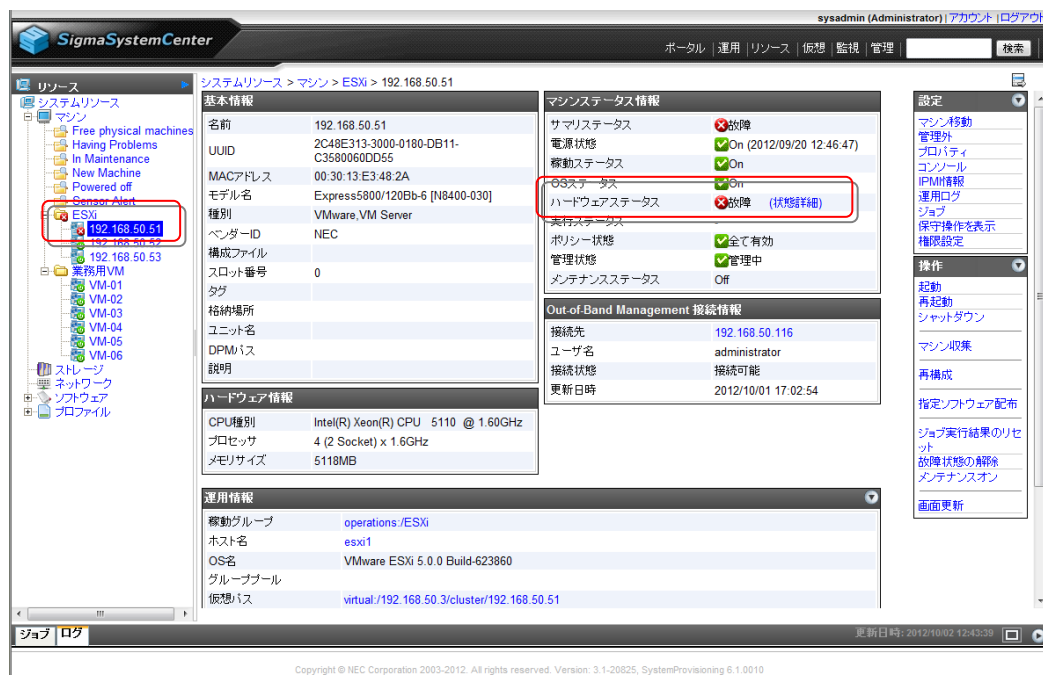 sysadmin (Administrator) | アカウント | ログアウト
SigmaSystemCenter
ポータル | 運用 | リソース | 仮想 | 監視 | 管理 | 検索
リソース
システムリソース
マシン
Free physical machines
Having Problems
In Maintenance
New Machine
Powered off
Sensor Alert
ESXi
192.168.50.51
192.168.50.52
192.168.50.53
業務用VM
VM-01
VM-02
VM-03
VM-04
VM-05
VM-06
ストレージ
ネットワーク
ソフトウェア
プロファイル
システムリソース > マシン > ESXi > 192.168.50.51
基本情報
名前 192.168.50.51
UUID 2C48E313-3000-0180-DB11-
C3580060DD55
MACアドレス 00:30:13:E3:48:2A
モデル名 Express5800/120Bb-6 [N8400-030]
種別 VMware,VM Server
ベンダーID NEC
構成ファイル
スロット番号 0
タグ
格納場所
ユニット名
DPMパス
説明
ハードウェア情報
CPU種別 Intel(R) Xeon(R) CPU 5110 @ 1.60GHz
プロセッサ 4 (2 Socket) x 1.6GHz
メモリサイズ 5118MB
マシンステータス情報
サマリステータス 故障
電源状態 On (2012/09/20 12:46:47)
稼動ステータス On
OSステータス On
ハードウェアステータス 故障 (状態詳細)
実行ステータス -
ポリシー状態 全て有効
管理状態 管理中
メンテナンスステータス Off
Out-of-Band Management 接続情報
接続先 192.168.50.116
ユーザ名 administrator
接続状態 接続可能
更新日時 2012/10/01 17:02:54
運用情報
稼動グループ operations:/ESXi
ホスト名 esxi1
OS名 VMware ESXi 5.0.0 Build-623860
グループプール
仮想パス virtual:/192.168.50.3/cluster/192.168.50.51
設定
マシン移動
管理外
プロパティ
コンソール
IPMI情報
運用ログ
ジョブ
保守操作を表示
権限設定
操作
起動
再起動
シャットダウン
マシン収集
再構成
指定ソフトウェア配布
ジョブ実行結果のリセ
ット
故障状態の解除
メンテナンスオン
画面更新
ジョブ ログ
更新日時: 2012/10/02 12:43:39
Copyright © NEC Corporation 2003-2012. All rights reserved. Version: 3.1-20825, SystemProvisioning 6.1.0010